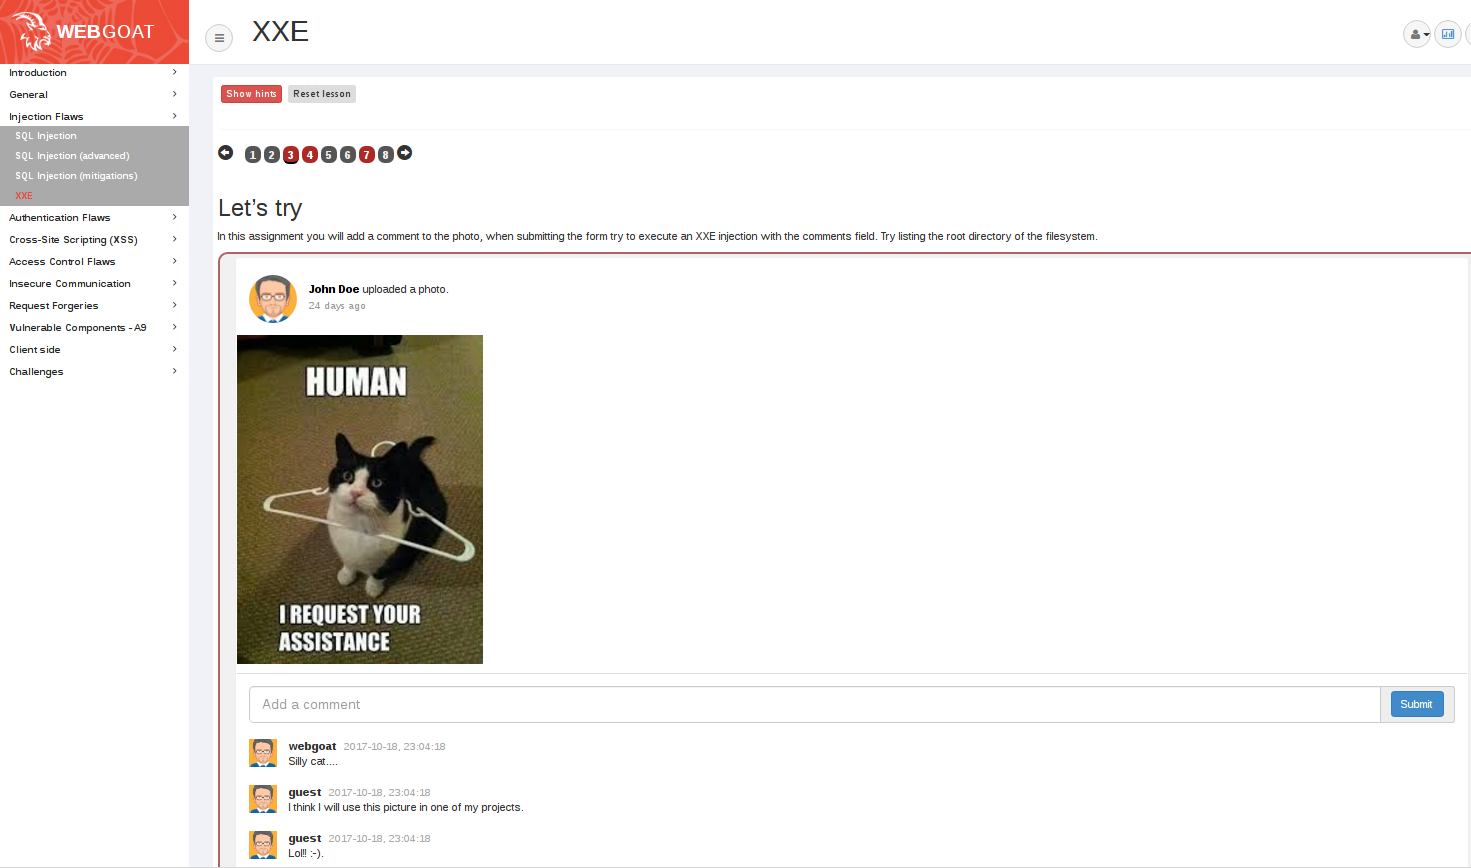 WEBGOAT
XXE
Introduction
General
Injection Flaws
SQL Injection
SQL Injection (advanced)
SQL Injection (mitigations)
XXE
Authentication Flaws
Cross-Site Scripting (XSS)
Access Control Flaws
Insecure Communication
Request Forgeries
Vulnerable Components - A9
Client side
Challenges
Show hints Reset lesson
1 2 3 4 5 6 7 8
Let's try
In this assignment you will add a comment to the photo, when submitting the form try to execute an XXE injection with the comments field. Try listing the root directory of the filesystem.
John Doe uploaded a photo.
24 days ago
HUMAN
I REQUEST YOUR
ASSISTANCE
Add a comment Submit
webgoat 2017-10-18, 23:04:18
Silly cat....
guest 2017-10-18, 23:04:18
I think I will use this picture in one of my projects.
guest 2017-10-18, 23:04:18
Lol!! :-).